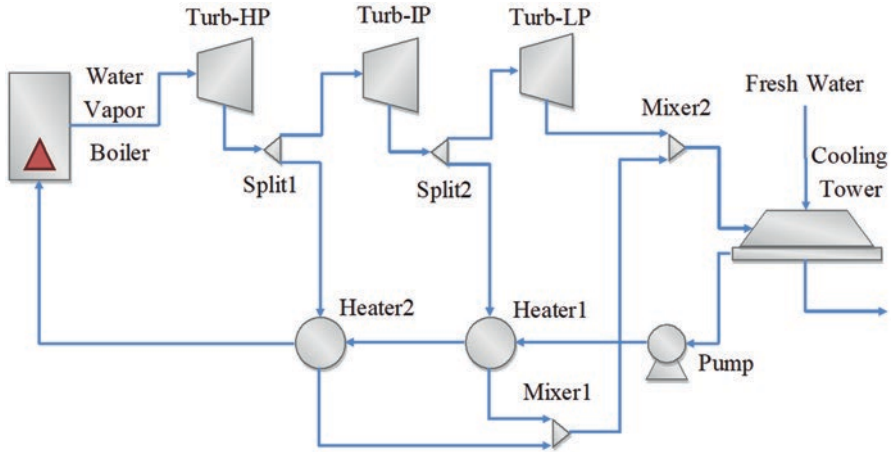 Turb-HP
Turb-IP
Turb-LP
Water
Vapor
Boiler
Split1
Split2
Mixer2
Fresh Water
Cooling
Tower
Heater2
Heater1
Pump
Mixer1